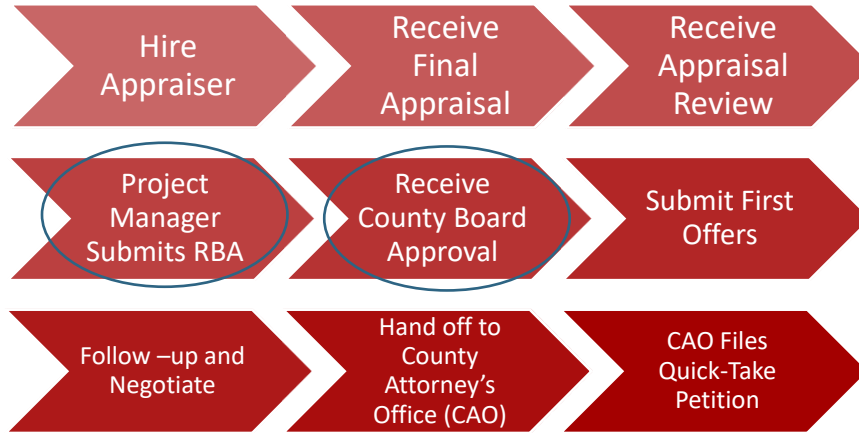 Hire
Appraiser
Receive
Final
Appraisal
Receive
Appraisal
Review
Project
Manager
Submits RBA
Receive
County Board
Approval
Submit First
Offers
Follow –up and
Negotiate
Hand off to
County
Attorney's
Office (CAO)
CAO Files
Quick-Take
Petition